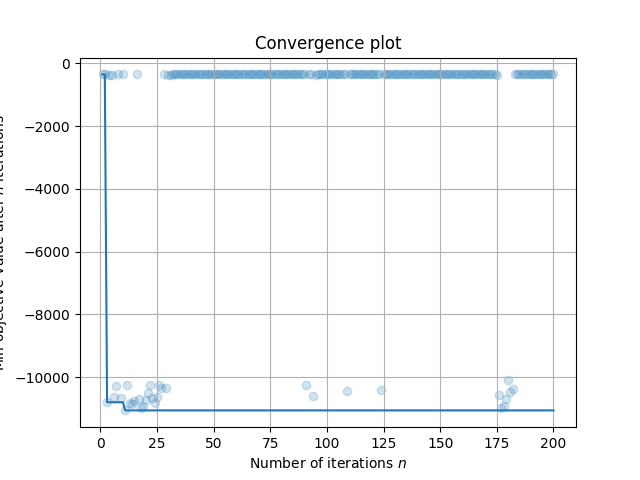 Convergence plot
0
−2000
−4000
−6000
−8000
−10000
objective value after n iterations
0 25 50 75 100 125 150 175 200
Number of iterations n